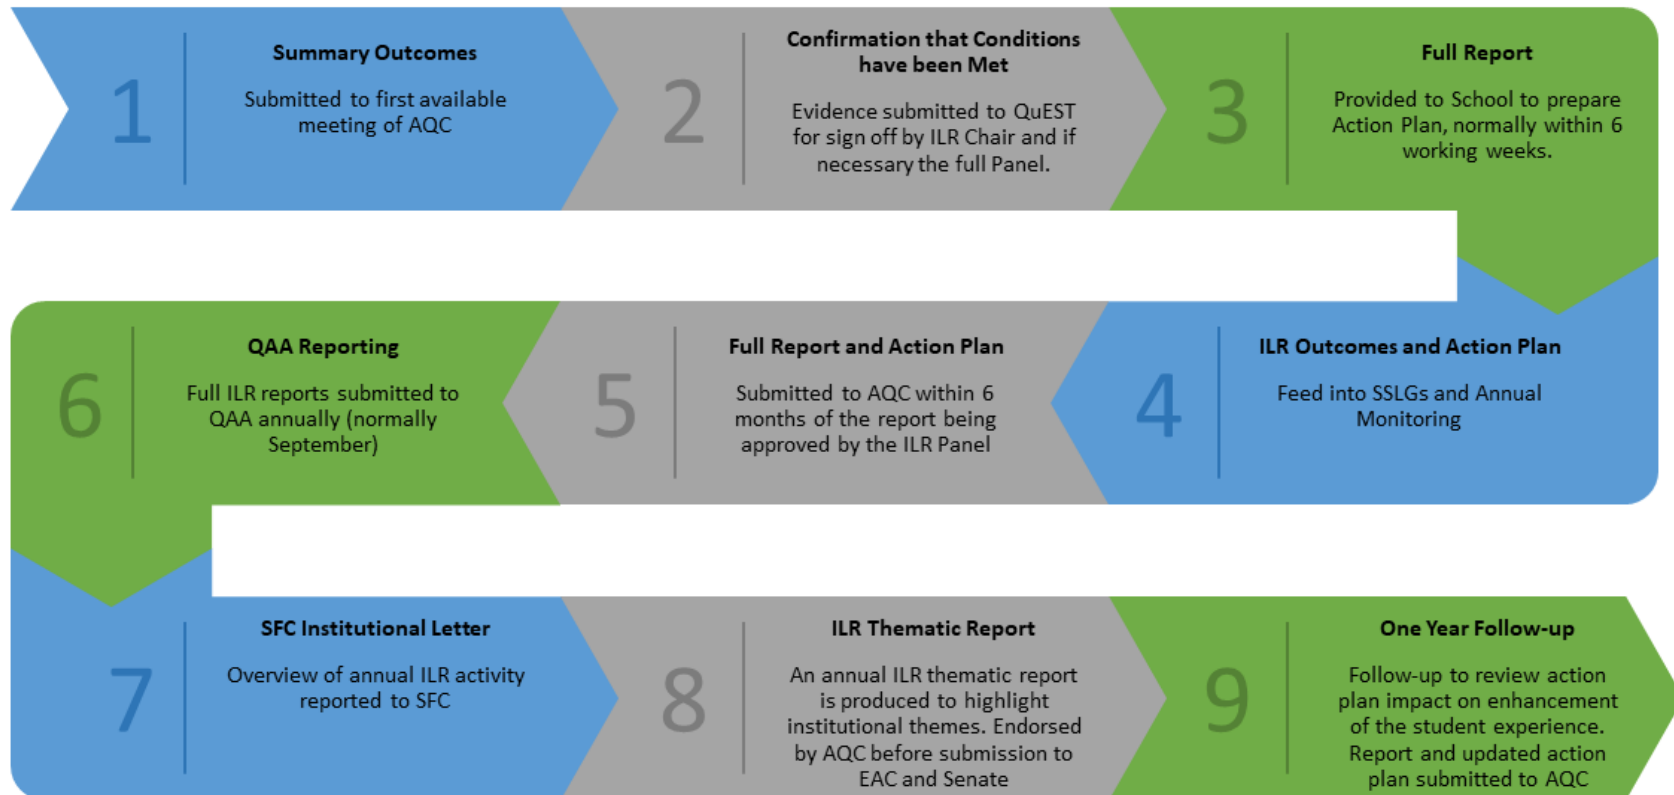 1
Summary Outcomes
Submitted to first available
meeting of AQC
2
Confirmation that Conditions
have been Met
Evidence submitted to QuEST
for sign off by ILR Chair and if
necessary the full Panel.
3
Full Report
Provided to School to prepare
Action Plan, normally within 6
working weeks.
4
ILR Outcomes and Action Plan
Feed into SSLGs and Annual
Monitoring
5
Full Report and Action Plan
Submitted to AQC within 6
months of the report being
approved by the ILR Panel
6
QAA Reporting
Full ILR reports submitted to
QAA annually (normally
September)
7
SFC Institutional Letter
Overview of annual ILR activity
reported to SFC
8
ILR Thematic Report
An annual ILR thematic report
is produced to highlight
institutional themes. Endorsed
by AQC before submission to
EAC and Senate
9
One Year Follow-up
Follow-up to review action
plan impact on enhancement
of the student experience.
Report and updated action
plan submitted to AQC